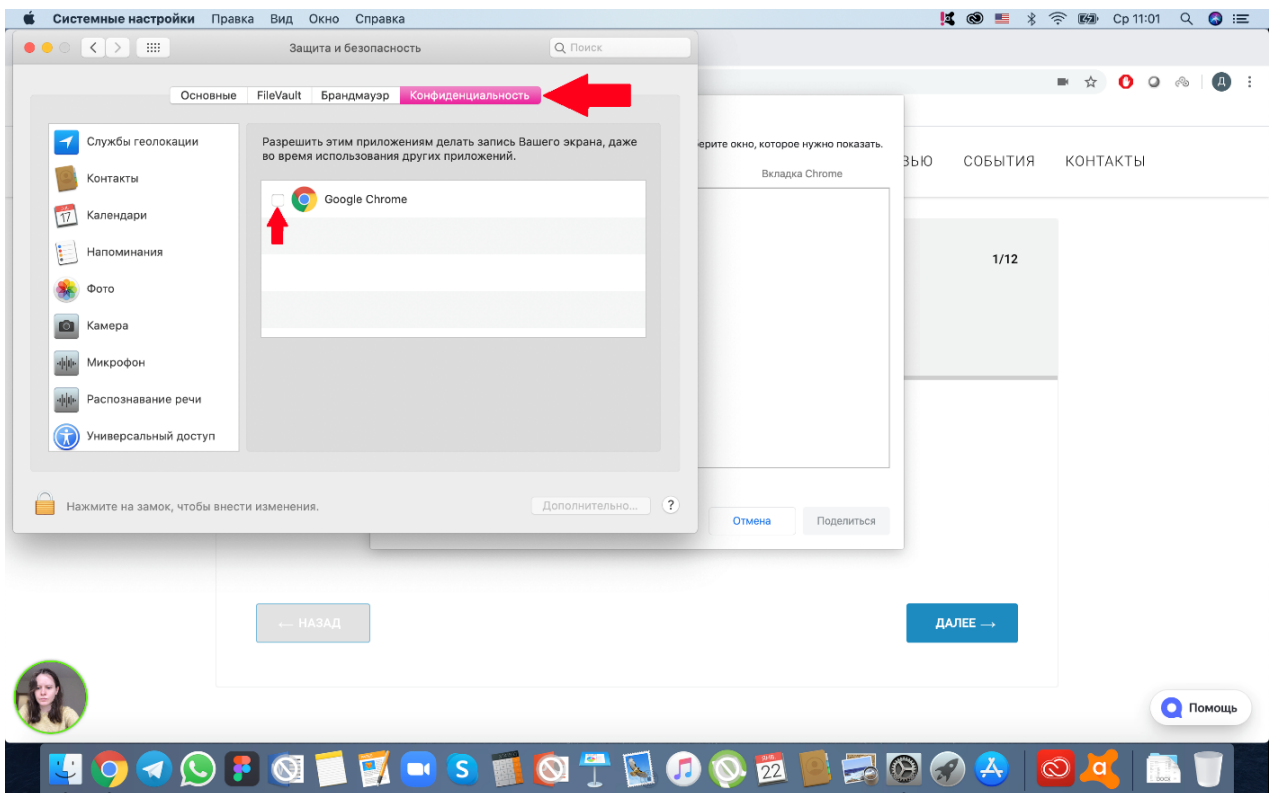 Системные настройки Правка Вид Окно Справка
Ср 11:01
Защита и безопасность
Поиск
Основные FileVault Брандмауэр Конфиденциальность
Д
Службы геолокации
Контакты
17 Календари
Напоминания
Фото
Камера
Микрофон
Распознавание речи
Универсальный доступ
Разрешить этим приложениям делать запись Вашего экрана, даже
во время использования других приложений.
Google Chrome
Нажмите на замок, чтобы внести изменения.
Дополнительно... ?
ерите окно, которое нужно показать.
Вкладка Chrome
Отмена Поделиться
ВЬЮ СОБЫТИЯ КОНТАКТЫ
1/12
← НАЗАД
ДАЛЕЕ →
Помощь
22
DOCX